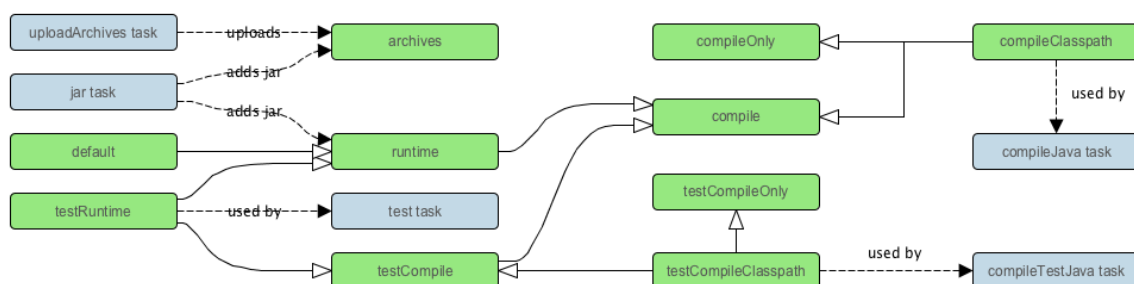 uploadArchives task
uploads
archives
compileOnly
compileClasspath
adds jar
jar task
used by
adds jar
compile
default
runtime
compileJava task
testCompileOnly
testRuntime
used by
test task
used by
testCompile
testCompileClasspath
compileTestJava task